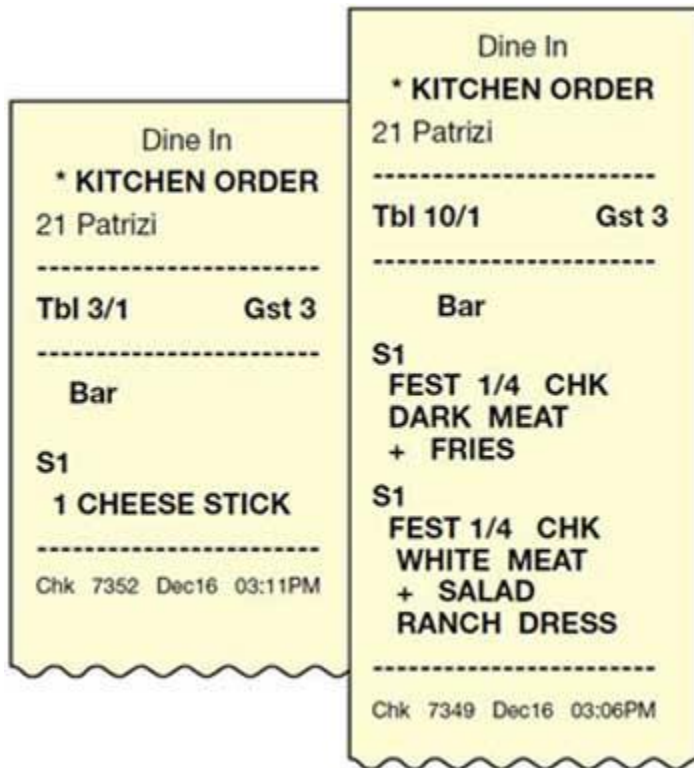 Dine In
* KITCHEN ORDER
21 Patrizi
------------------------
Tbl 3/1 Gst 3
------------------------
Bar
S1
1 CHEESE STICK
------------------------
Chk 7352 Dec16 03:11PM
Dine In
* KITCHEN ORDER
21 Patrizi
------------------------
Tbl 10/1 Gst 3
------------------------
Bar
S1
FEST 1/4 CHK
DARK MEAT
+ FRIES
S1
FEST 1/4 CHK
WHITE MEAT
+ SALAD
RANCH DRESS
------------------------
Chk 7349 Dec16 03:06PM